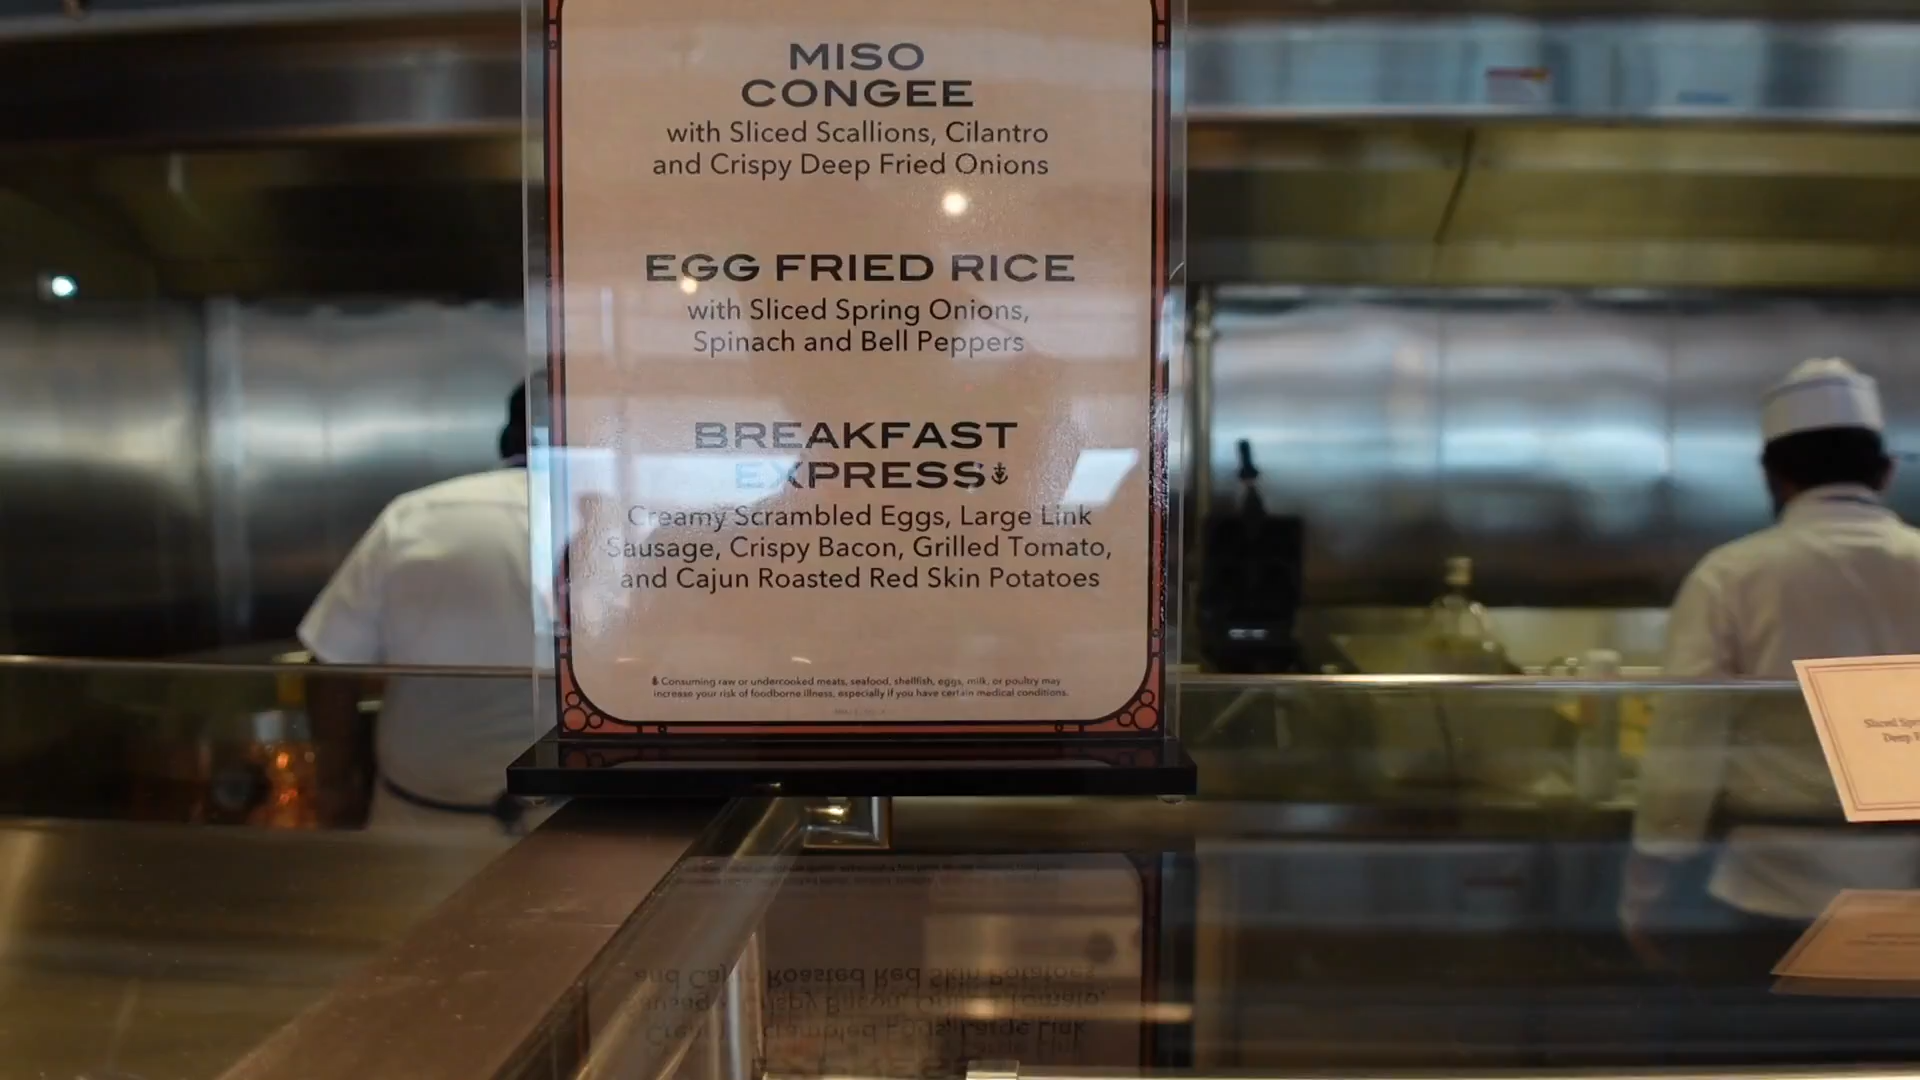 MISO
CONGEE
with Sliced Scallions, Cilantro
and Crispy Deep Fried Onions
EGG FRIED RICE
with Sliced Spring Onions,
Spinach and Bell Peppers
BREAKFAST
EXPRESS⚓
Creamy Scrambled Eggs, Large Link
Sausage, Crispy Bacon, Grilled Tomato,
and Cajun Roasted Red Skin Potatoes
⚓Consuming raw or undercooked meats, seafood, shellfish, eggs, milk, or poultry may
increase your risk of foodborne illness, especially if you have certain medical conditions.
Sliced
Deep